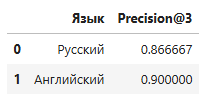 Язык Precision@3
0 Русский 0.866667
1 Английский 0.900000